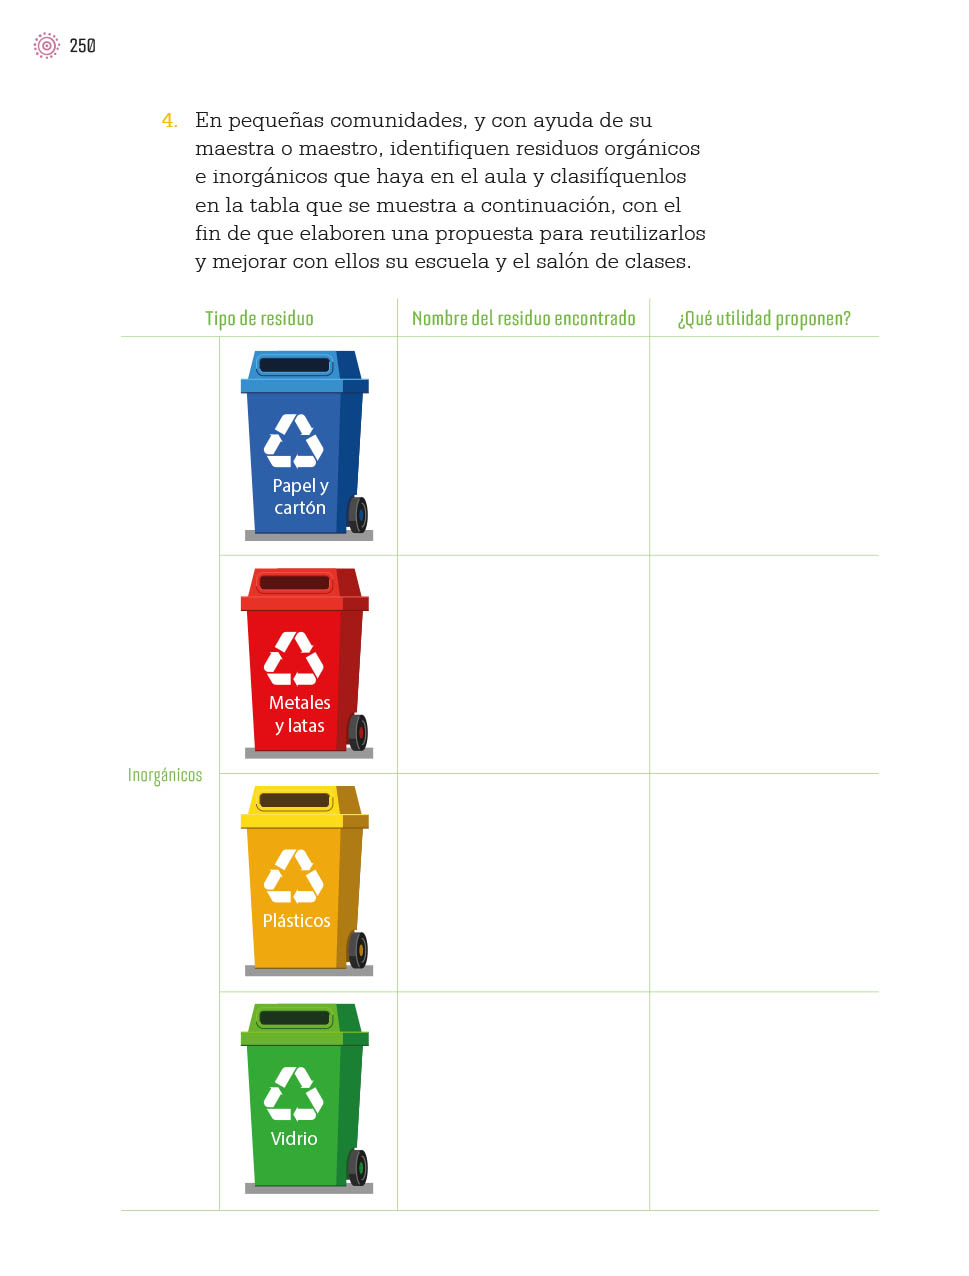 250
4. En pequeñas comunidades, y con ayuda de su
maestra o maestro, identifiquen residuos orgánicos
e inorgánicos que haya en el aula y clasifíquenlos
en la tabla que se muestra a continuación, con el
fin de que elaboren una propuesta para reutilizarlos
y mejorar con ellos su escuela y el salón de clases.
Tipo de residuo Nombre del residuo encontrado ¿Qué utilidad proponen?
Papel y
cartón
Metales
y latas
Inorgánicos
Plásticos
Vidrio